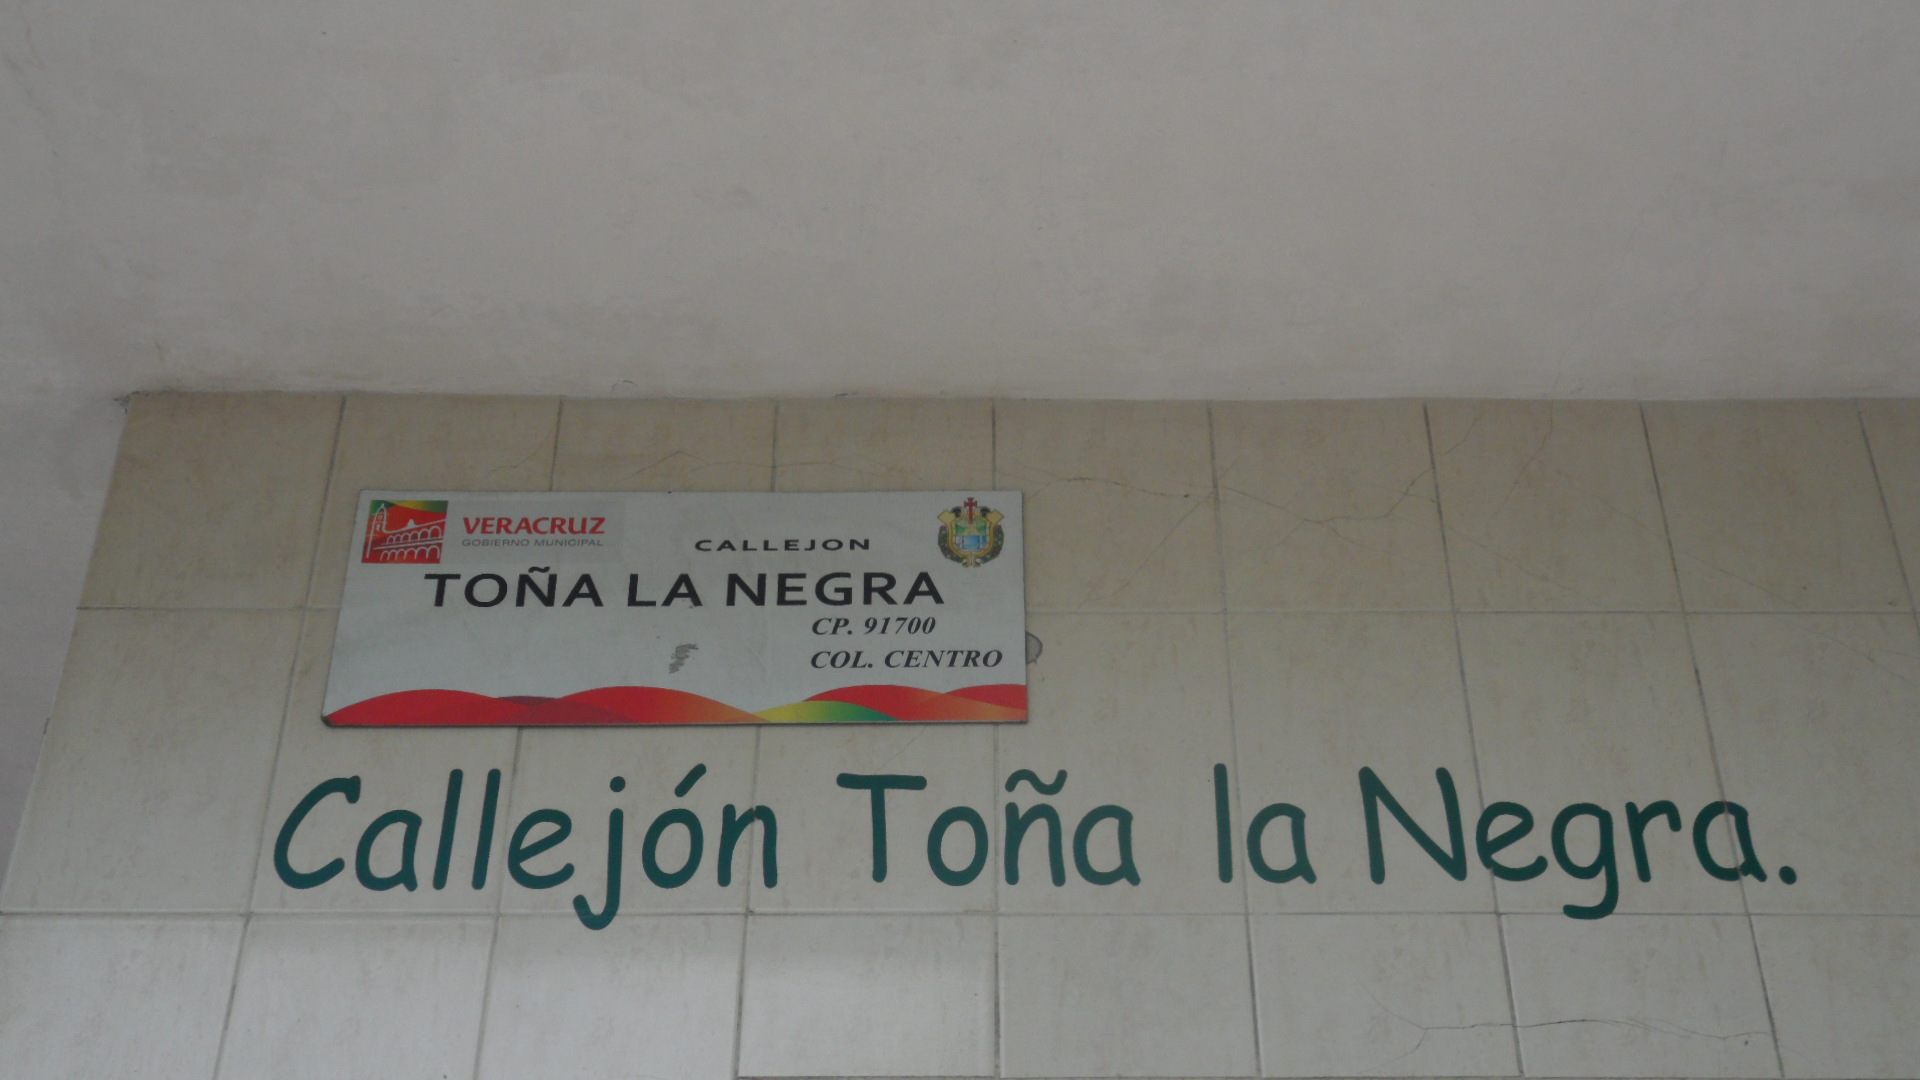 VERACRUZ
GOBIERNO MUNICIPAL
CALLEJON
TOÑA LA NEGRA
CP. 91700
COL. CENTRO
Callejón Toña la Negra.